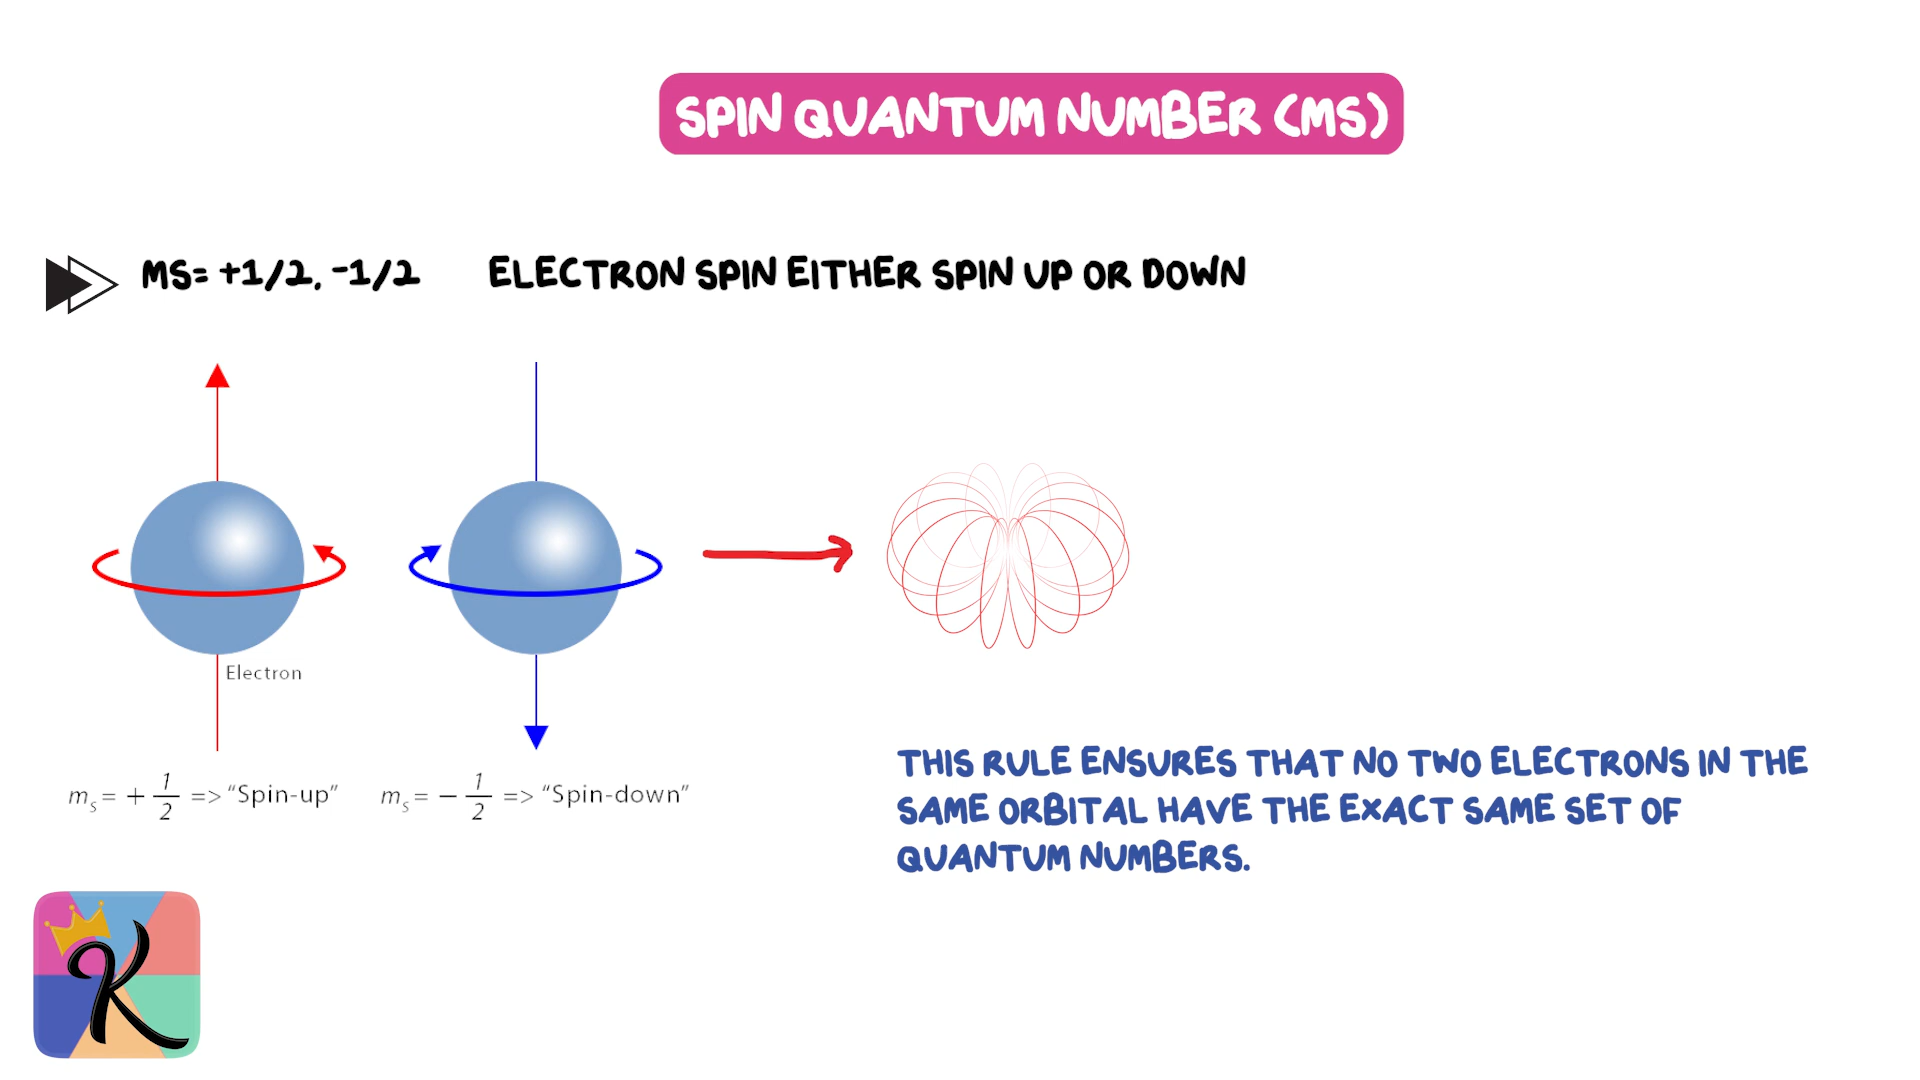 SPIN QUANTUM NUMBER (MS)
MS= +1/2, -1/2 ELECTRON SPIN EITHER SPIN UP OR DOWN
Electron
mₛ= + 1/2 => “Spin-up” mₛ= − 1/2 => “Spin-down”
THIS RULE ENSURES THAT NO TWO ELECTRONS IN THE
SAME ORBITAL HAVE THE EXACT SAME SET OF
QUANTUM NUMBERS.
K